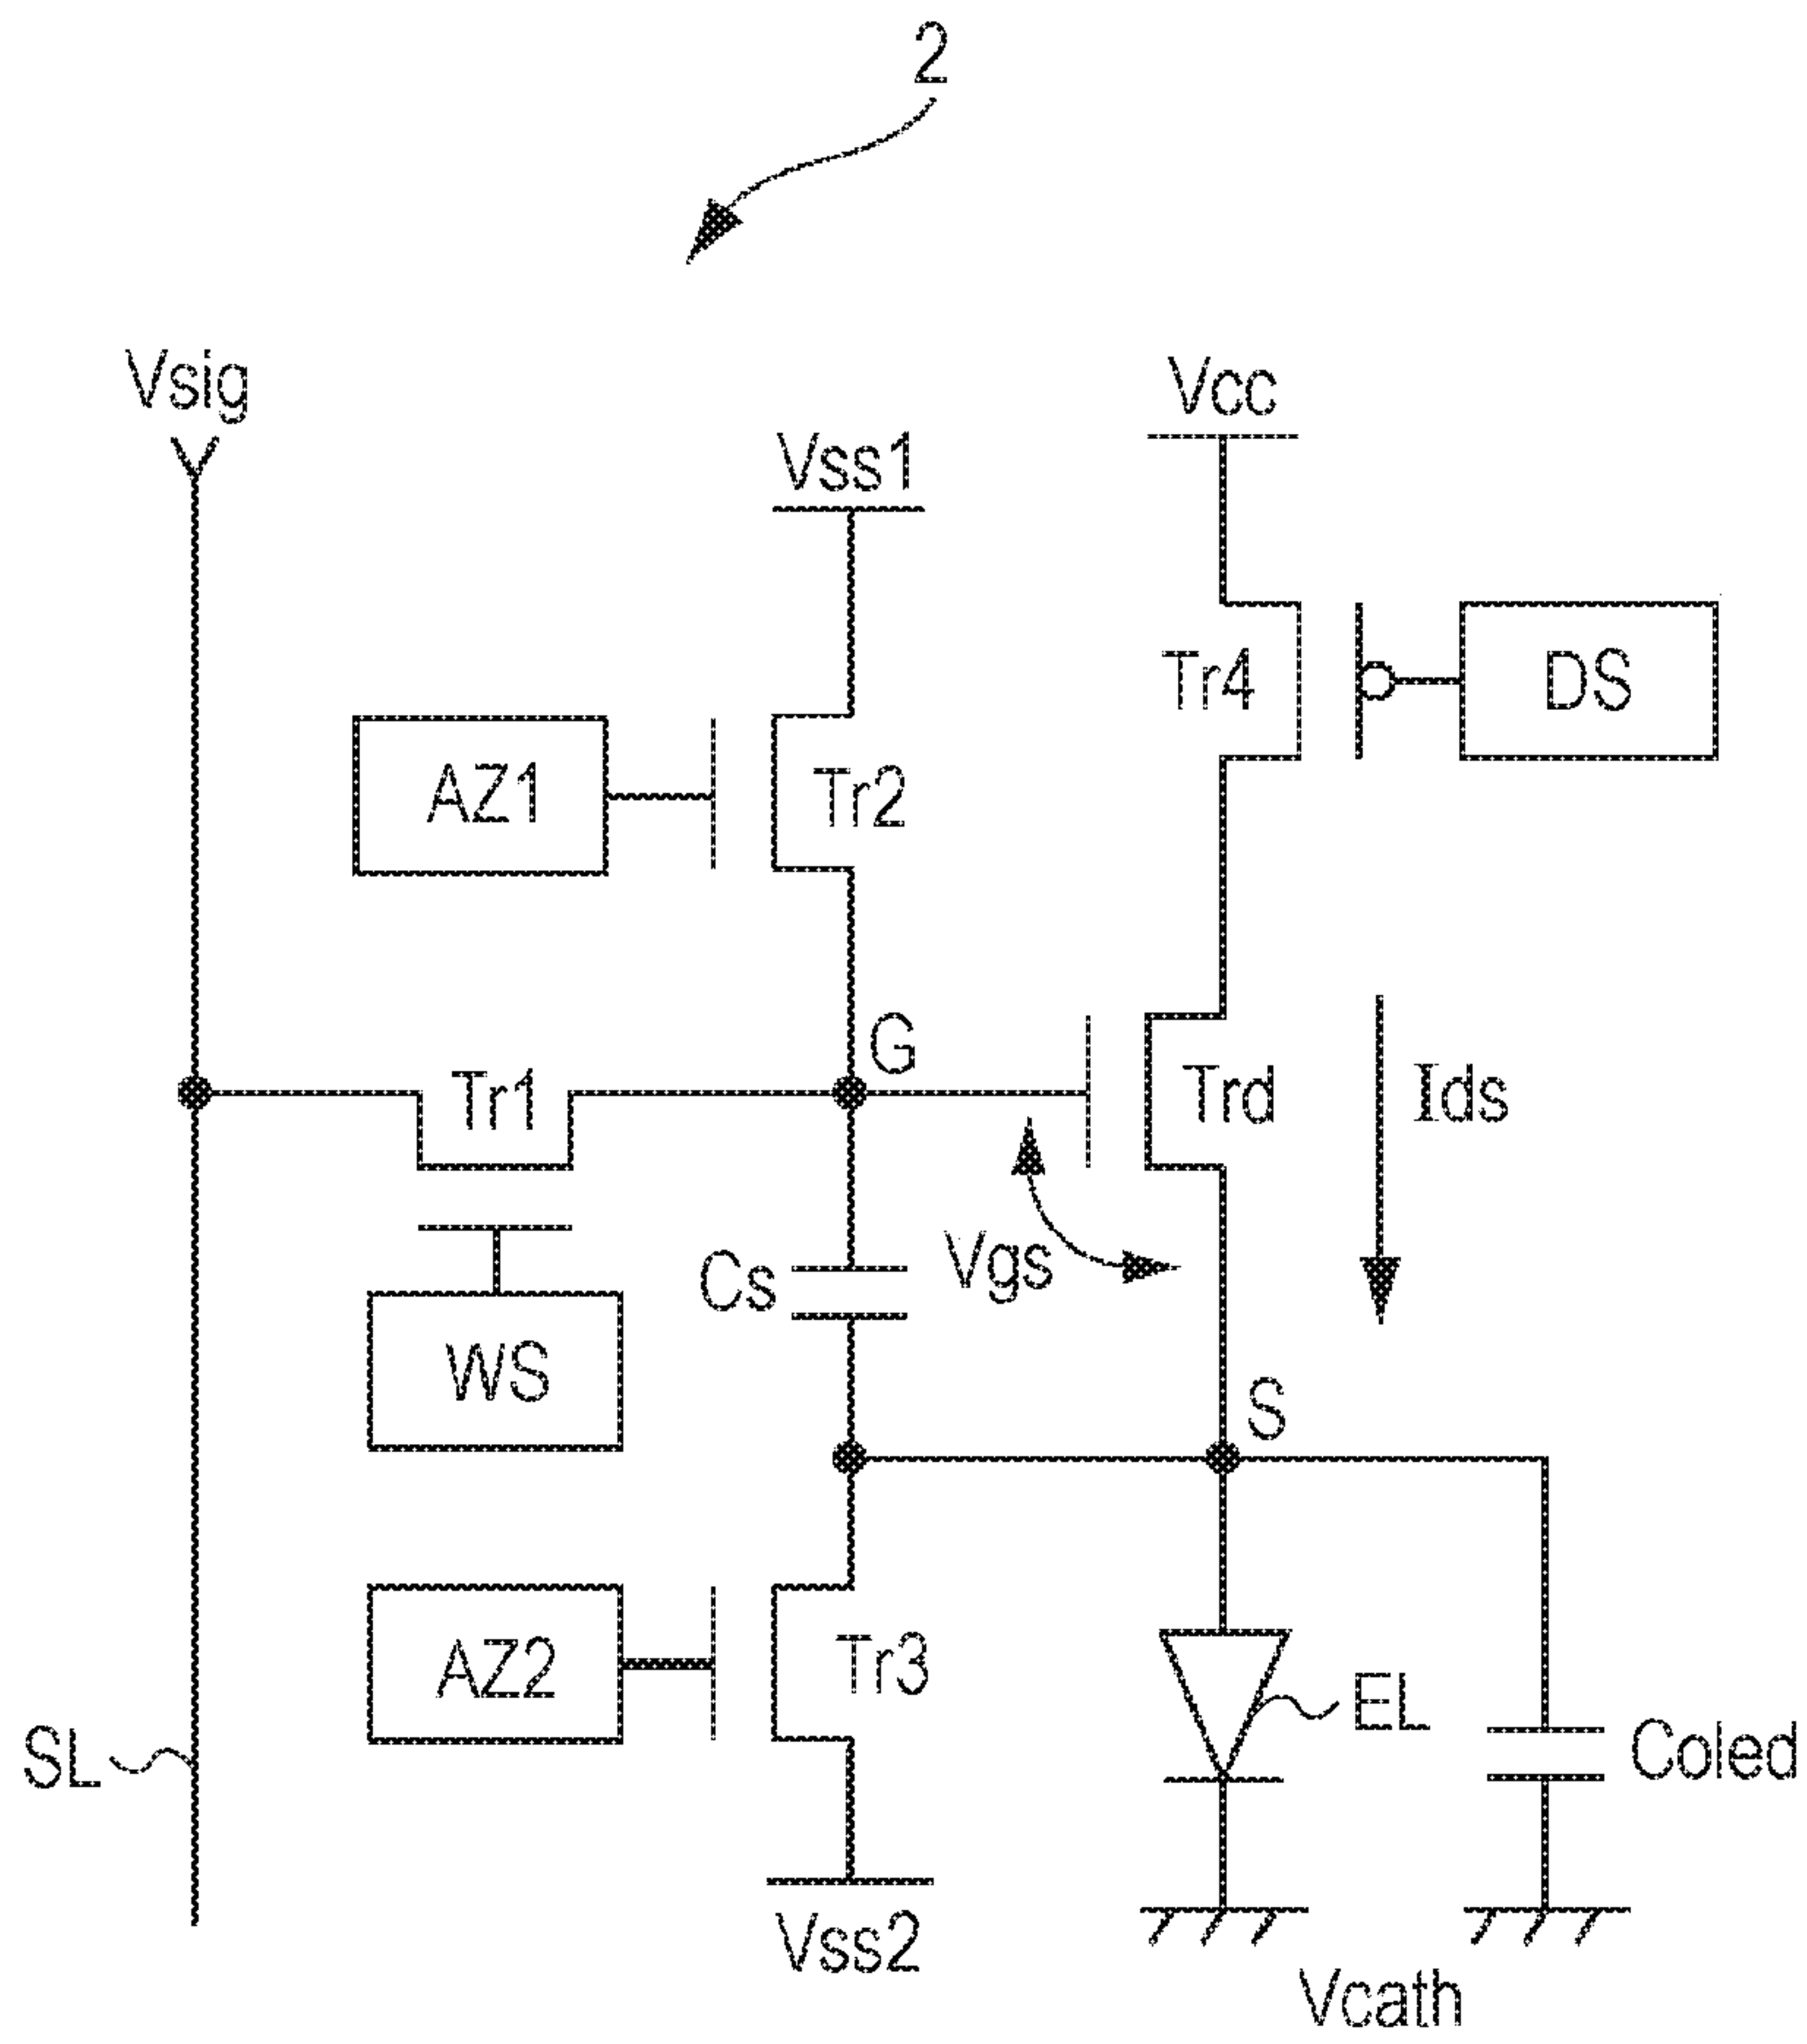 2
Vsig
Vcc
Vss1
Tr4
DS
AZ1
Tr2
G
Tr1
Trd
Ids
Cs
Vgs
WS
S
AZ2
Tr3
EL
SL
Coled
Vss2
Vcath